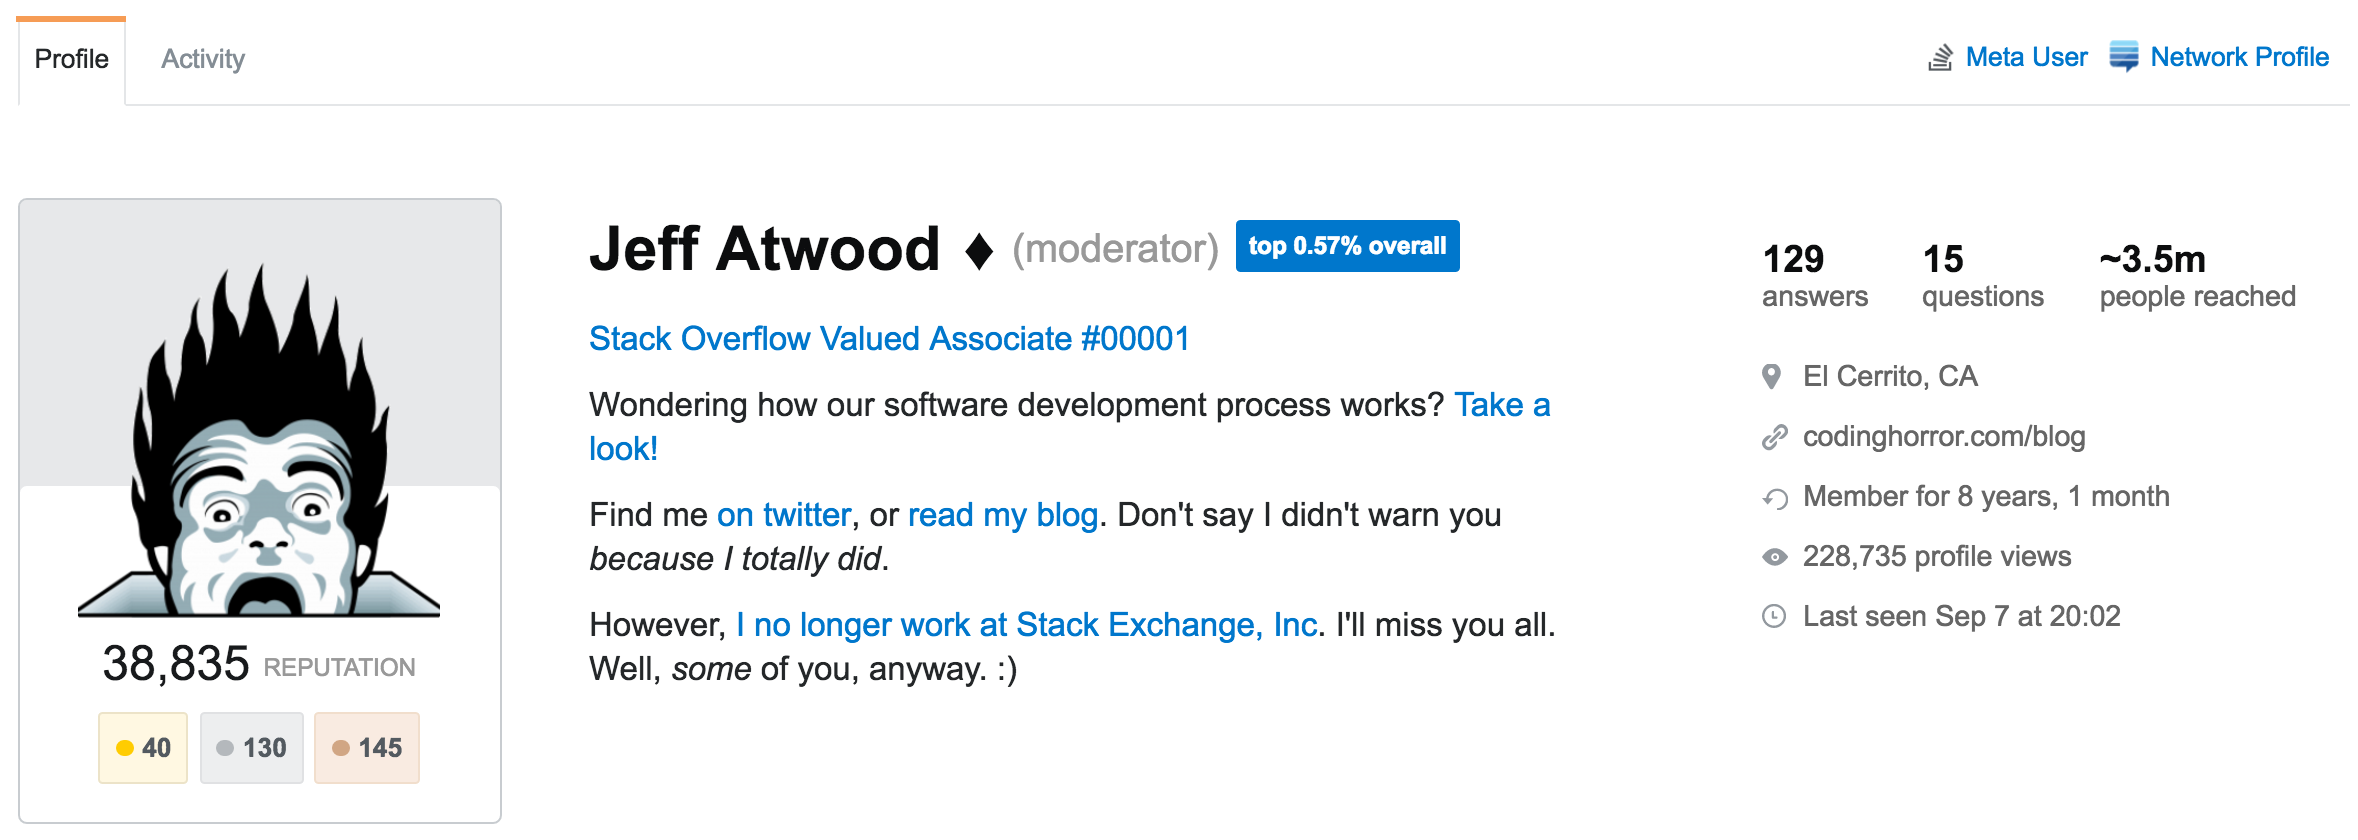 Profile
Activity
Meta User
Network Profile
Jeff Atwood ♦ (moderator) top 0.57% overall
Stack Overflow Valued Associate #00001
Wondering how our software development process works? Take a
look!
Find me on twitter, or read my blog. Don't say I didn't warn you
because I totally did.
However, I no longer work at Stack Exchange, Inc. I'll miss you all.
Well, some of you, anyway. :)
38,835 REPUTATION
40
130
145
129 answers
15 questions
~3.5m people reached
El Cerrito, CA
codinghorror.com/blog
Member for 8 years, 1 month
228,735 profile views
Last seen Sep 7 at 20:02